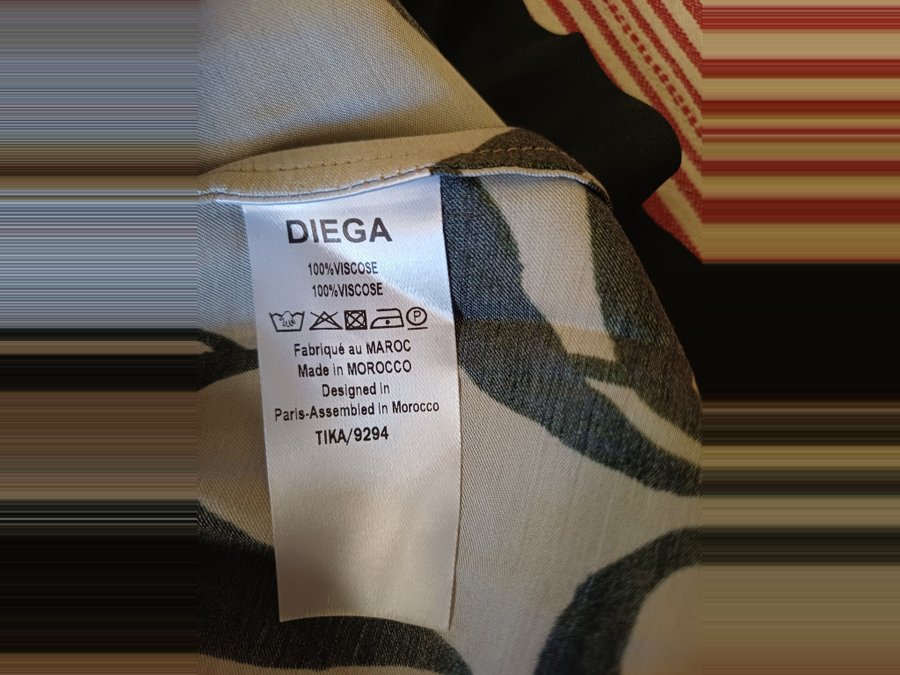 DIEGA
100%VISCOSE
100%VISCOSE
P
Fabriqué au MAROC
Made in MOROCCO
Designed in
Paris-Assembled in Morocco
TIKA/9294